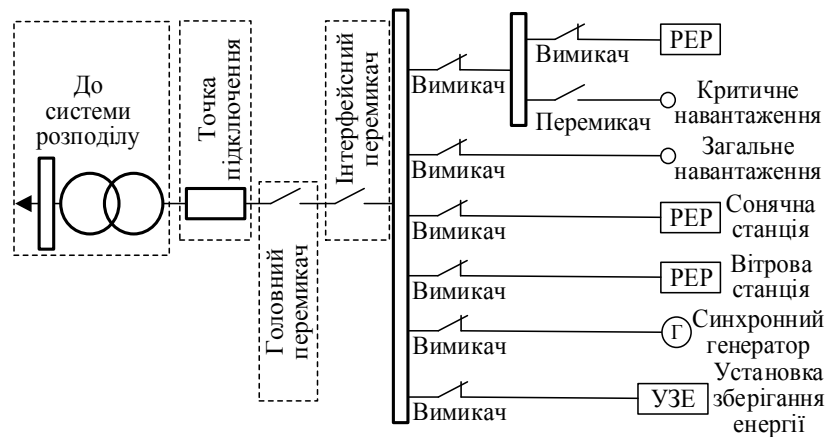 До
системи
розподілу
Точка
підключення
Головний
перемикач
Інтерфейсний
перемикач
Вимикач
Вимикач
РЕР
Перемикач
Критичне
навантаження
Вимикач
Загальне
навантаження
Вимикач
РЕР
Сонячна
станція
Вимикач
РЕР
Вітрова
станція
Вимикач
Г
Синхронний
генератор
Вимикач
УЗЕ
Установка
зберігання
енергії